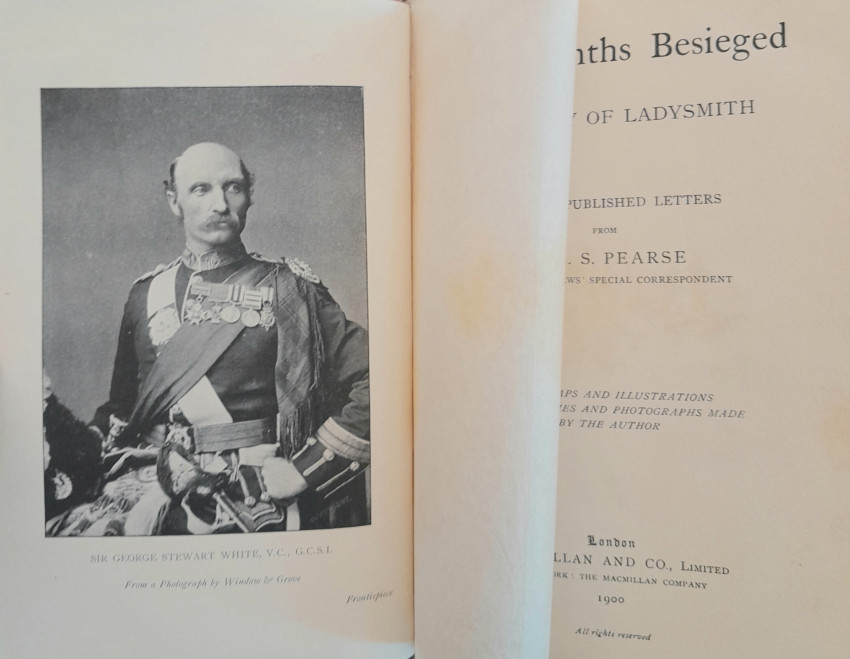 SIR GEORGE STEWART WHITE, V.C., G.C.S.I.
From a Photograph by Window & Grove
Frontispiece
nths Besieged
Y OF LADYSMITH
PUBLISHED LETTERS
FROM
. S. PEARSE
WS' SPECIAL CORRESPONDENT
APS AND ILLUSTRATIONS
ES AND PHOTOGRAPHS MADE
BY THE AUTHOR
London
LLAN AND CO., LIMITED
ORK: THE MACMILLAN COMPANY
1900
All rights reserved